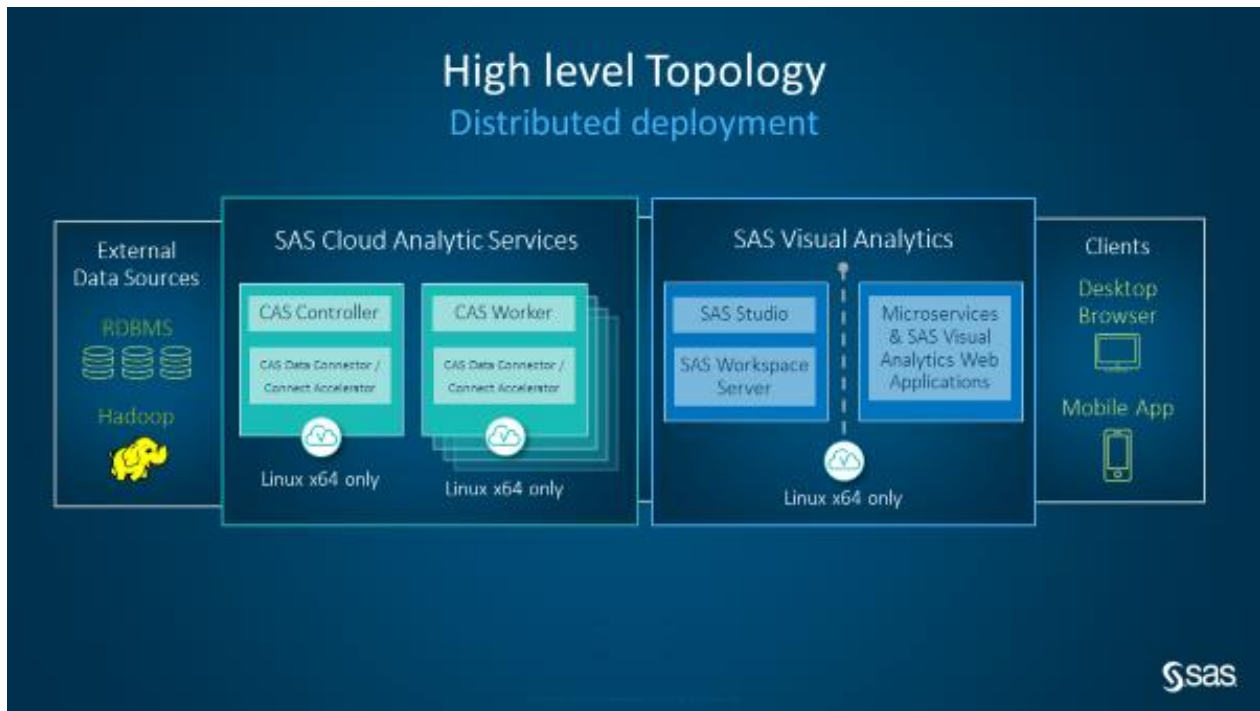 High level Topology
Distributed deployment
External
Data Sources
RDBMS
Hadoop
SAS Cloud Analytic Services
CAS Controller
CAS Data Connector /
Connect Accelerator
Linux x64 only
CAS Worker
CAS Data Connector /
Connect Accelerator
Linux x64 only
SAS Visual Analytics
SAS Studio
SAS Workspace
Server
Microservices
& SAS Visual
Analytics Web
Applications
Linux x64 only
Clients
Desktop
Browser
Mobile App
sas